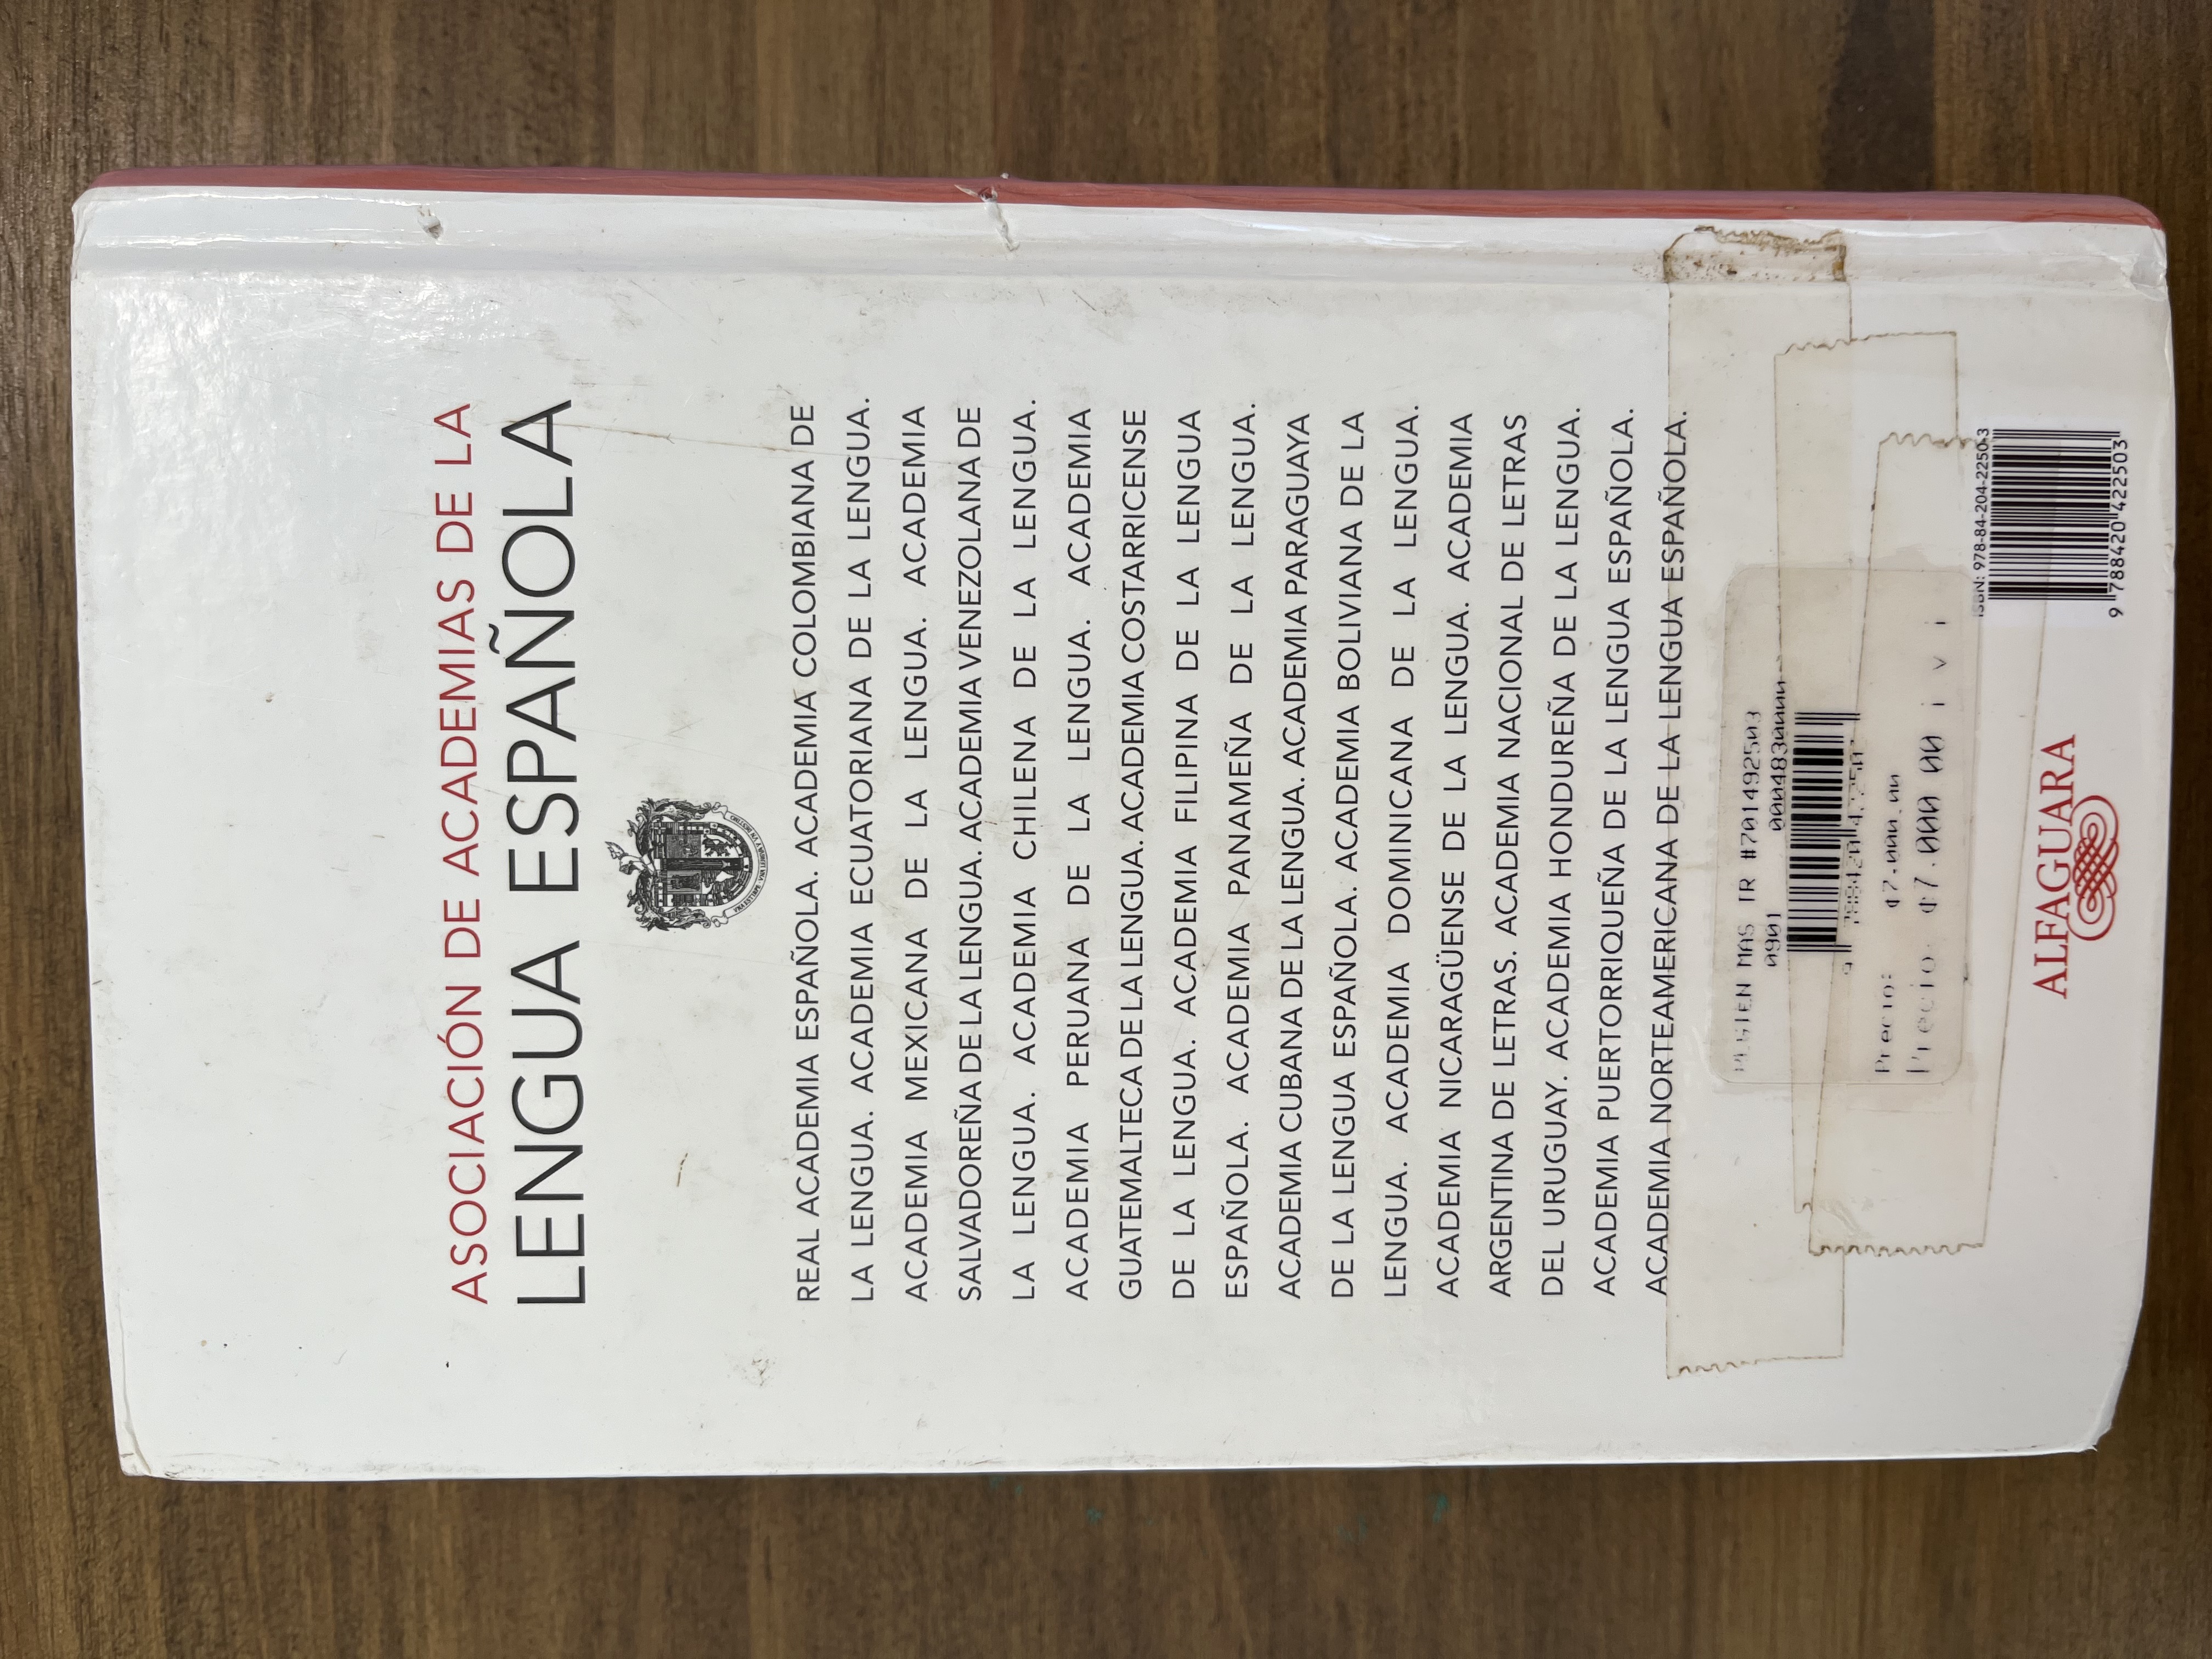 ASOCIACIÓN DE ACADEMIAS DE LA
LENGUA ESPAÑOLA
VNA ESTIRPE · VNA LENGVA Y VN DESTINO
REAL ACADEMIA ESPAÑOLA. ACADEMIA COLOMBIANA DE
LA LENGUA. ACADEMIA ECUATORIANA DE LA LENGUA.
ACADEMIA MEXICANA DE LA LENGUA. ACADEMIA
SALVADOREÑA DE LA LENGUA. ACADEMIA VENEZOLANA DE
LA LENGUA. ACADEMIA CHILENA DE LA LENGUA.
ACADEMIA PERUANA DE LA LENGUA. ACADEMIA
GUATEMALTECA DE LA LENGUA. ACADEMIA COSTARRICENSE
DE LA LENGUA. ACADEMIA FILIPINA DE LA LENGUA
ESPAÑOLA. ACADEMIA PANAMEÑA DE LA LENGUA.
ACADEMIA CUBANA DE LA LENGUA. ACADEMIA PARAGUAYA
DE LA LENGUA ESPAÑOLA. ACADEMIA BOLIVIANA DE LA
LENGUA. ACADEMIA DOMINICANA DE LA LENGUA.
ACADEMIA NICARAGÜENSE DE LA LENGUA. ACADEMIA
ARGENTINA DE LETRAS. ACADEMIA NACIONAL DE LETRAS
DEL URUGUAY. ACADEMIA HONDUREÑA DE LA LENGUA.
ACADEMIA PUERTORRIQUEÑA DE LA LENGUA ESPAÑOLA.
ACADEMIA NORTEAMERICANA DE LA LENGUA ESPAÑOLA.
MAS TR #701492503
0901 0004830000
9 788420 422503
Precio: ¢7.000.00
Precio: ¢7.000 00 i v i
ISBN: 978-84-204-2250-3
9 788420 422503
ALFAGUARA